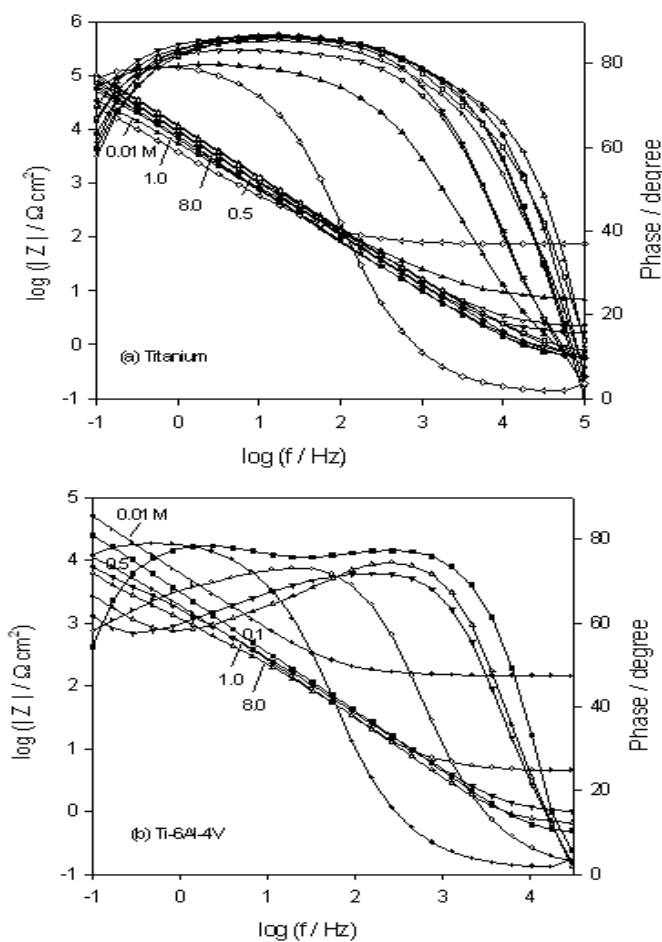 6
5
4
3
2
1
0
-1
log (| Z | / Ω cm²)
80
60
40
20
0
Phase / degree
0.01 M
1.0
8.0
0.5
(a) Titanium
-1 0 1 2 3 4 5
log (f / Hz)
5
4
3
2
1
0
-1
log (| Z | / Ω cm²)
80
60
40
20
0
Phase / degree
0.01 M
0.5
0.1
1.0
8.0
(b) Ti-6Al-4V
-1 0 1 2 3 4
log (f / Hz)